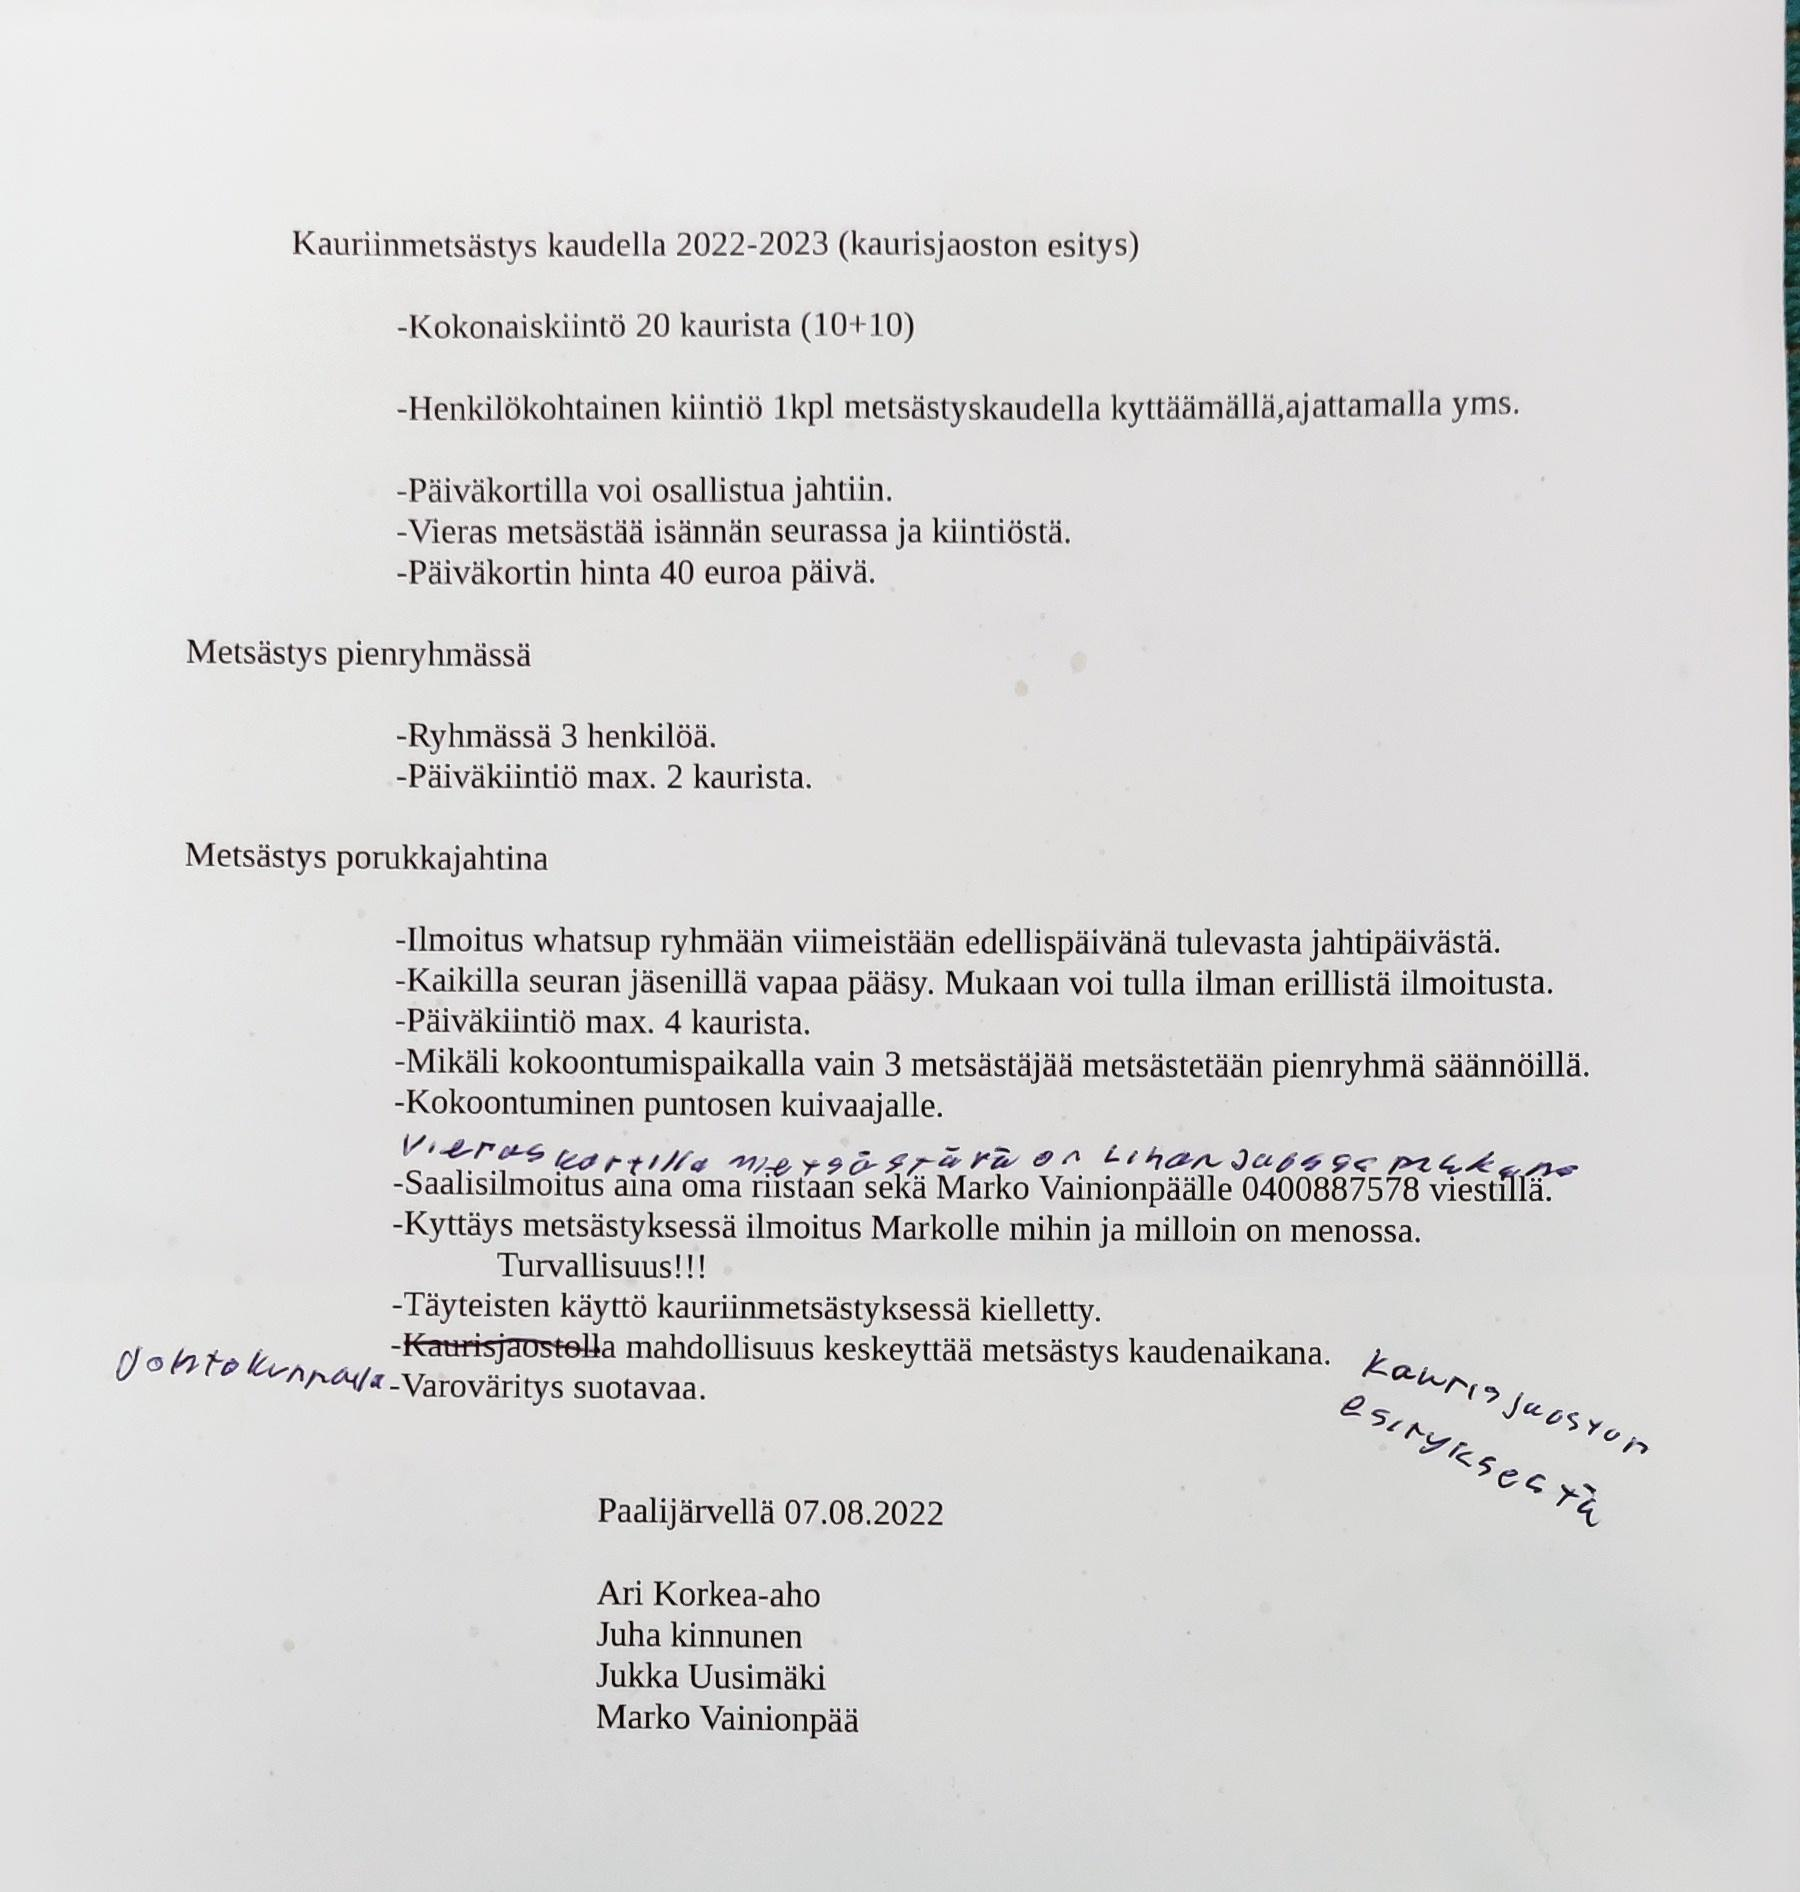 Kauriinmetsästys kaudella 2022-2023 (kaurisjaoston esitys)
-Kokonaiskiintö 20 kaurista (10+10)
-Henkilökohtainen kiintiö 1kpl metsästyskaudella kyttäämällä,ajattamalla yms.
-Päiväkortilla voi osallistua jahtiin.
-Vieras metsästää isännän seurassa ja kiintiöstä.
-Päiväkortin hinta 40 euroa päivä.
Metsästys pienryhmässä
-Ryhmässä 3 henkilöä.
-Päiväkiintiö max. 2 kaurista.
Metsästys porukkajahtina
-Ilmoitus whatsup ryhmään viimeistään edellispäivänä tulevasta jahtipäivästä.
-Kaikilla seuran jäsenillä vapaa pääsy. Mukaan voi tulla ilman erillistä ilmoitusta.
-Päiväkiintiö max. 4 kaurista.
-Mikäli kokoontumispaikalla vain 3 metsästäjää metsästetään pienryhmä säännöillä.
-Kokoontuminen puntosen kuivaajalle.
Vieraskortilla metsästävä on Lihanjaossa mukana
-Saalisilmoitus aina oma riistaan sekä Marko Vainionpäälle 0400887578 viestillä.
-Kyttäys metsästyksessä ilmoitus Markolle mihin ja milloin on menossa.
Turvallisuus!!!
-Täyteisten käyttö kauriinmetsästyksessä kielletty.
-Kaurisjaostolla mahdollisuus keskeyttää metsästys kaudenaikana.
Johtokunnalla
-Varoväritys suotavaa.
Kaurisjaoston
esityksestä
Paalijärvellä 07.08.2022
Ari Korkea-aho
Juha kinnunen
Jukka Uusimäki
Marko Vainionpää